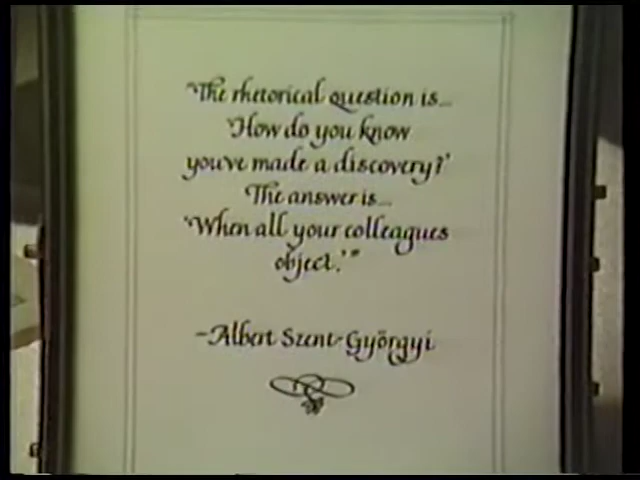 "The rhetorical question is...
'How do you know
you've made a discovery?'
The answer is...
'When all your colleagues
object.'"
-Albert Szent-Györgyi